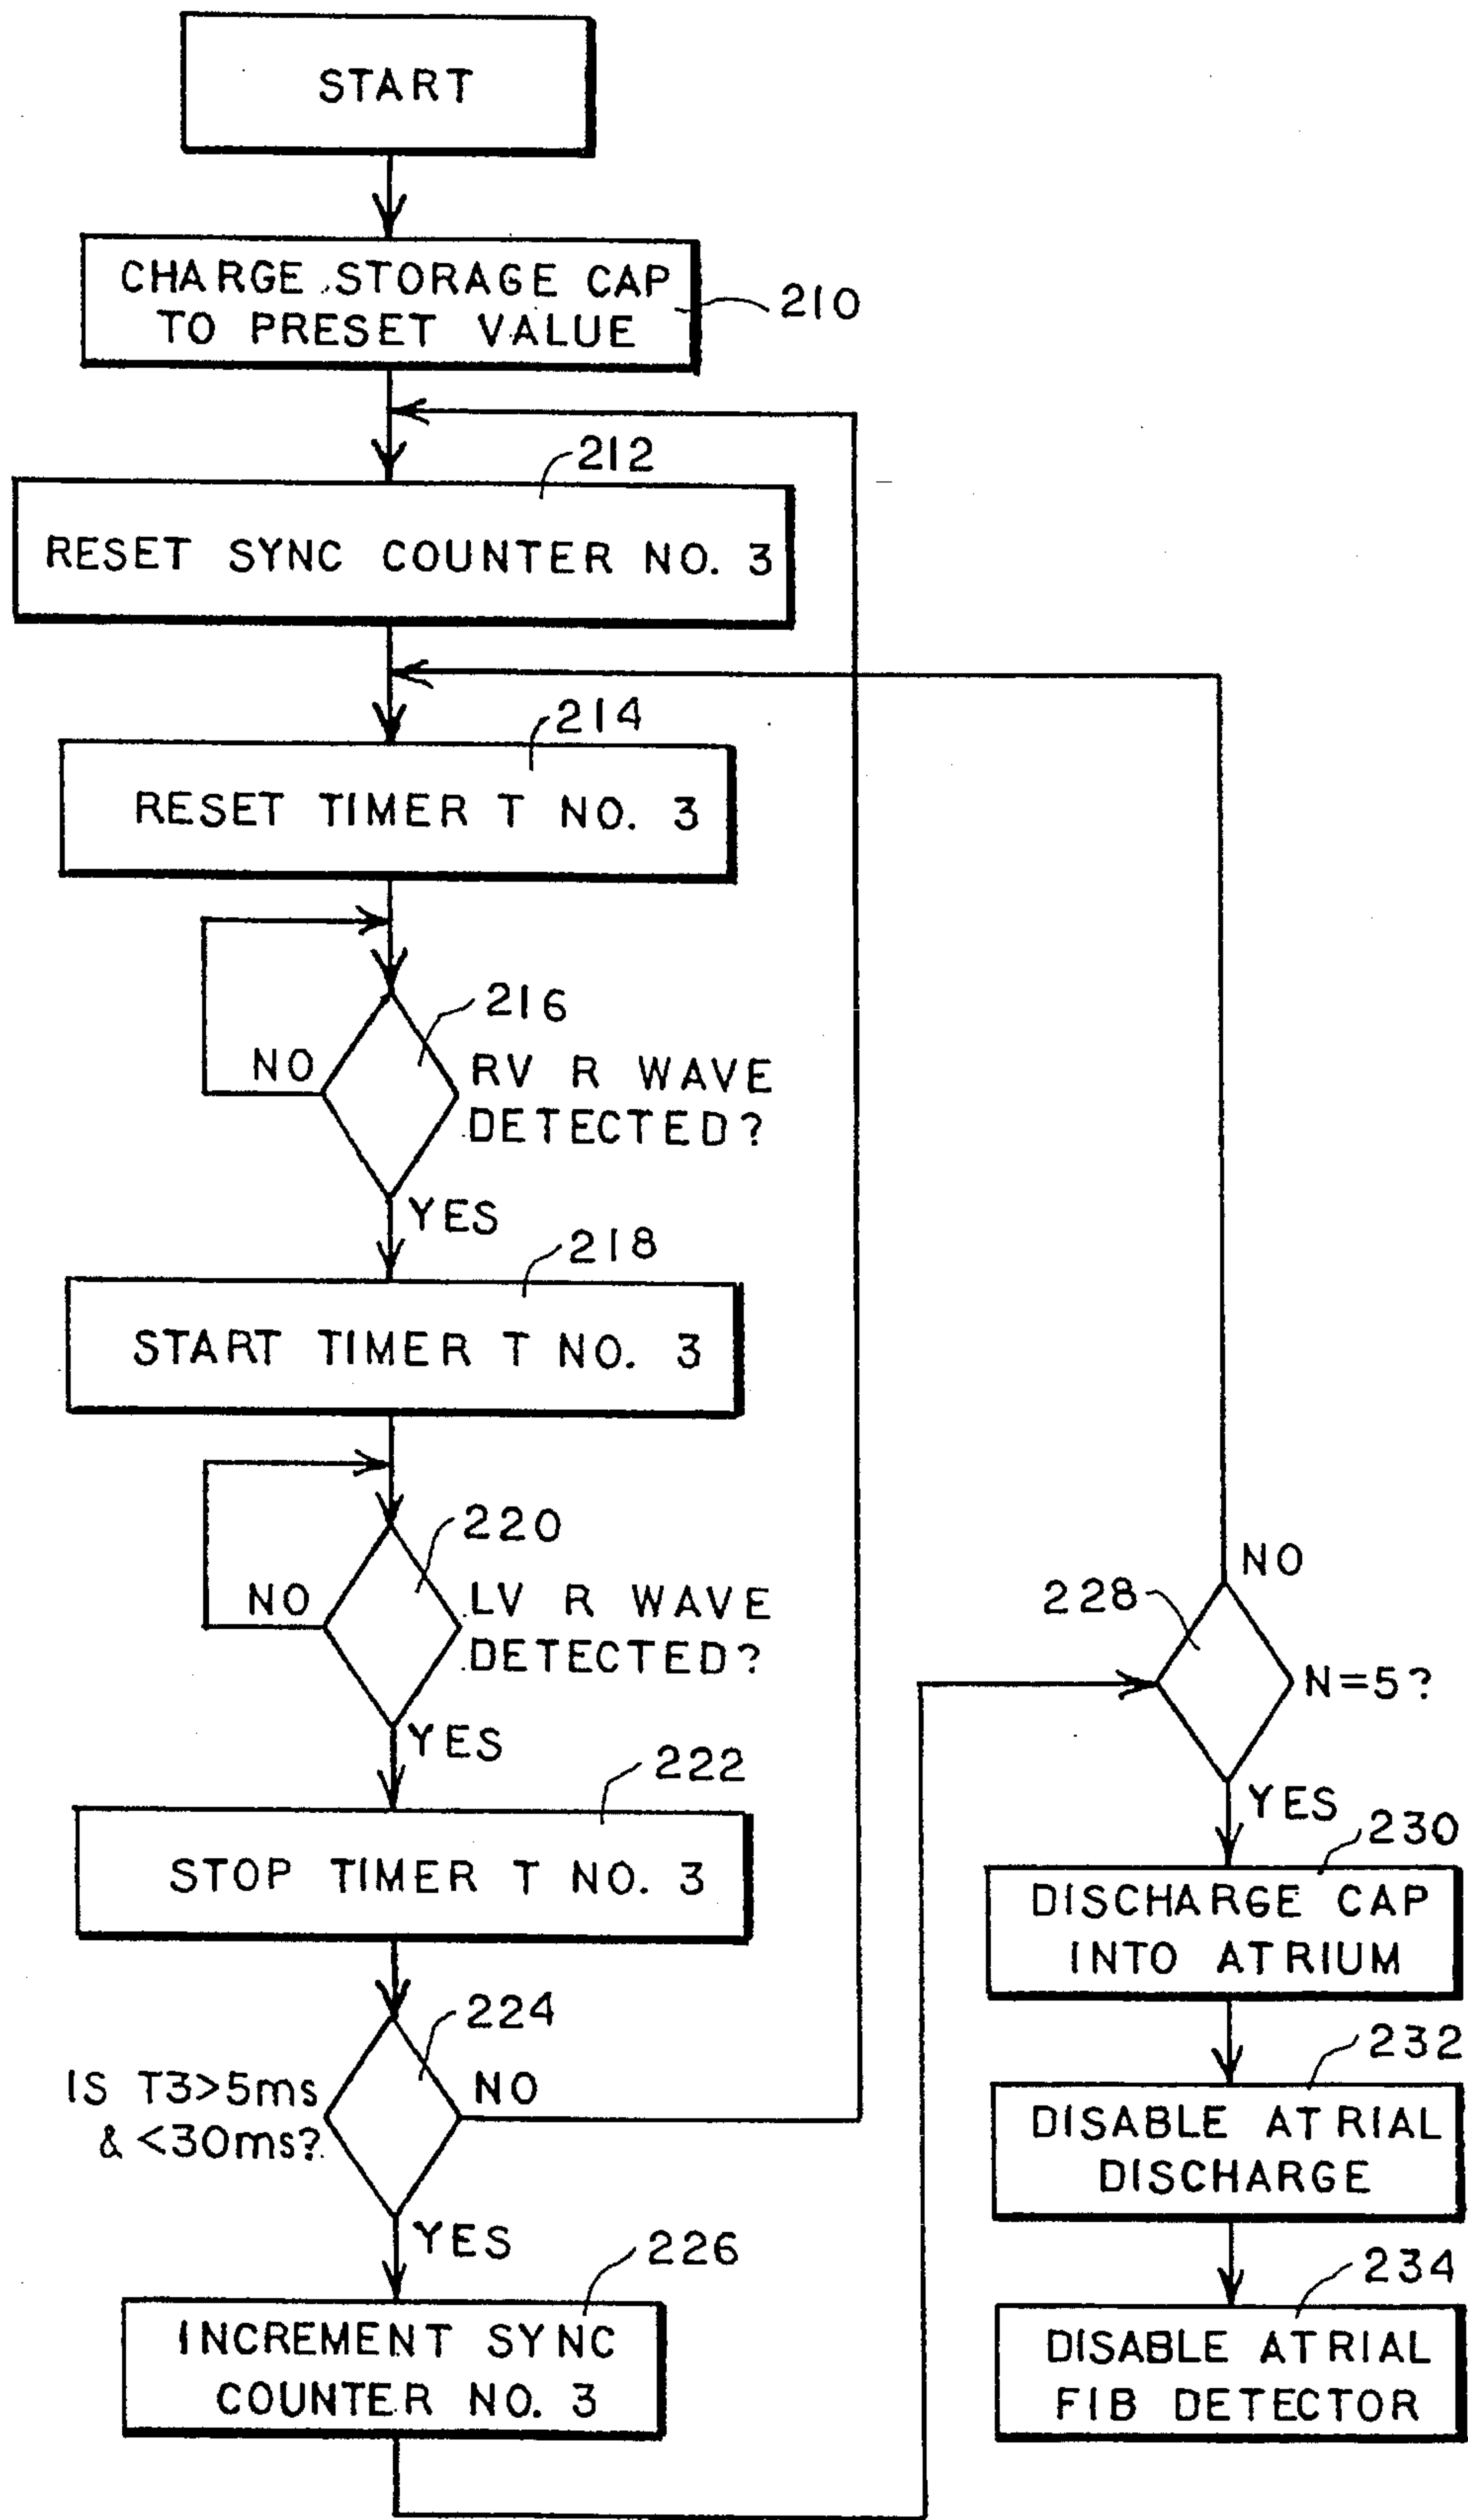 START
CHARGE STORAGE CAP
TO PRESET VALUE
210
212
RESET SYNC COUNTER NO. 3
214
RESET TIMER T NO. 3
216
NO
RV R WAVE
DETECTED?
YES
218
START TIMER T NO. 3
220
NO
LV R WAVE
DETECTED?
YES
222
STOP TIMER T NO. 3
224
IS T3>5ms
& <30ms?
NO
YES
226
INCREMENT SYNC
COUNTER NO. 3
NO
228
N=5?
YES
230
DISCHARGE CAP
INTO ATRIUM
232
DISABLE ATRIAL
DISCHARGE
234
DISABLE ATRIAL
FIB DETECTOR